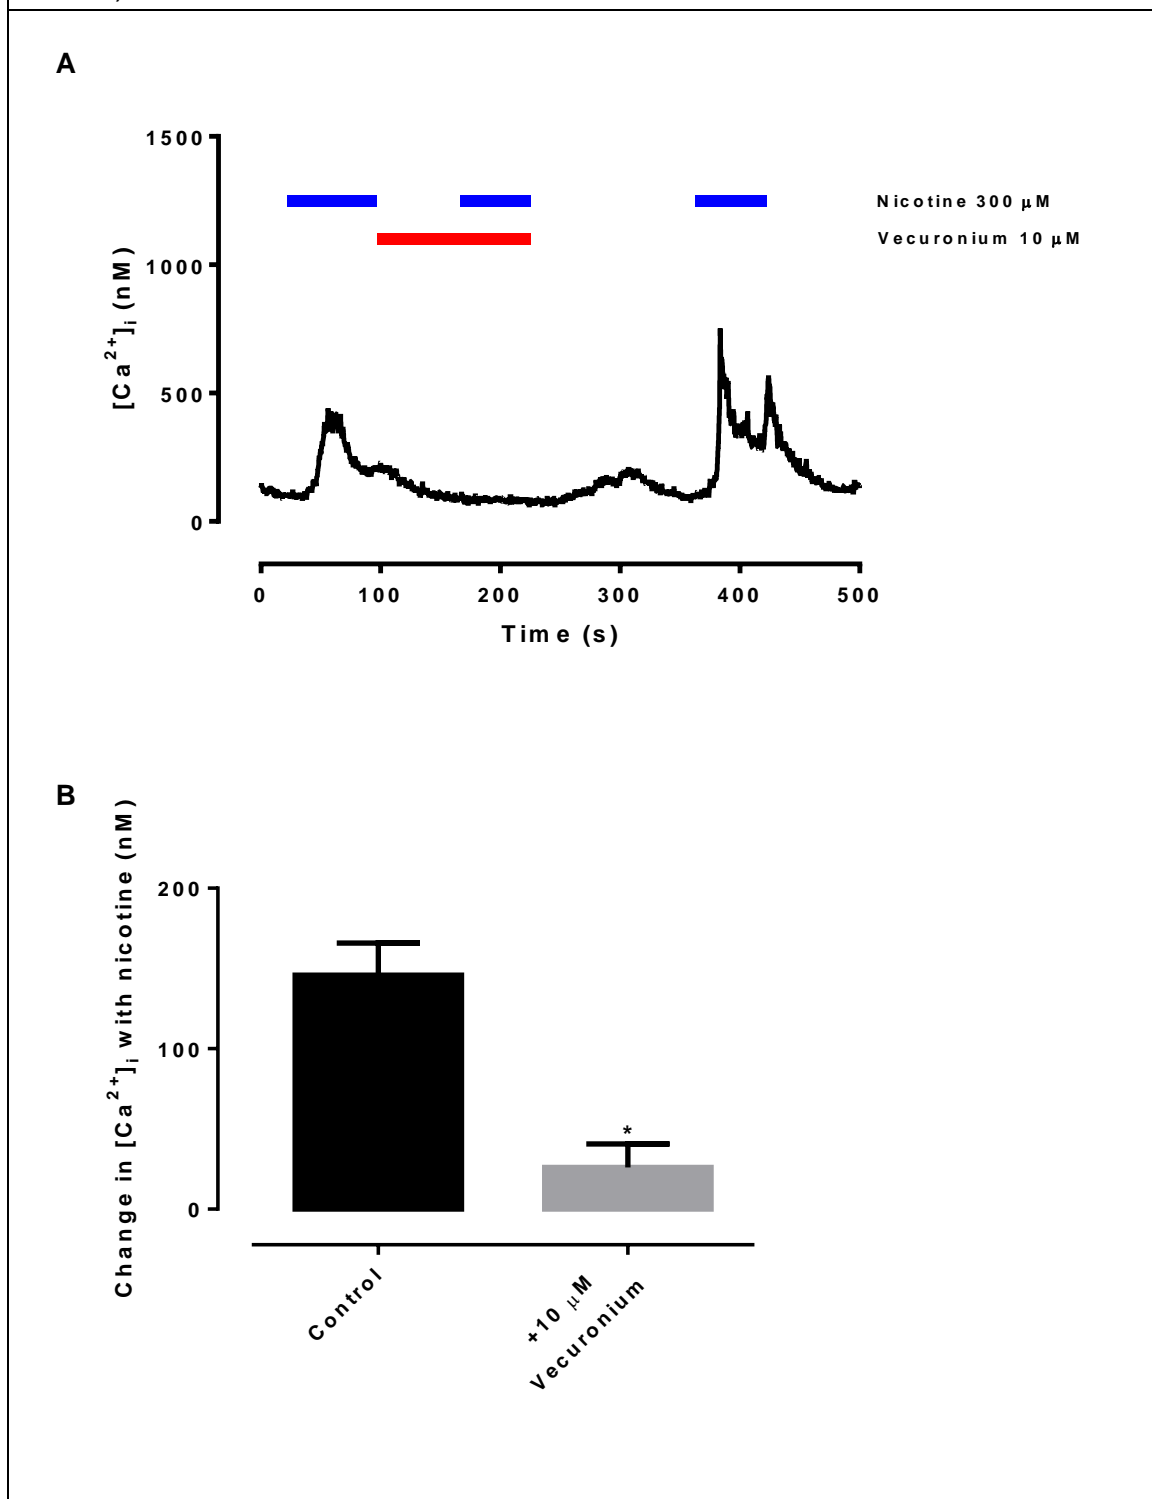 A
1500
1000
500
0
[Ca2+]i (nM)
Nicotine 300 μM
Vecuronium 10 μM
0 100 200 300 400 500
Time (s)
B
Change in [Ca2+]i with nicotine (nM)
200
100
0
*
Control
+10 μM
Vecuronium